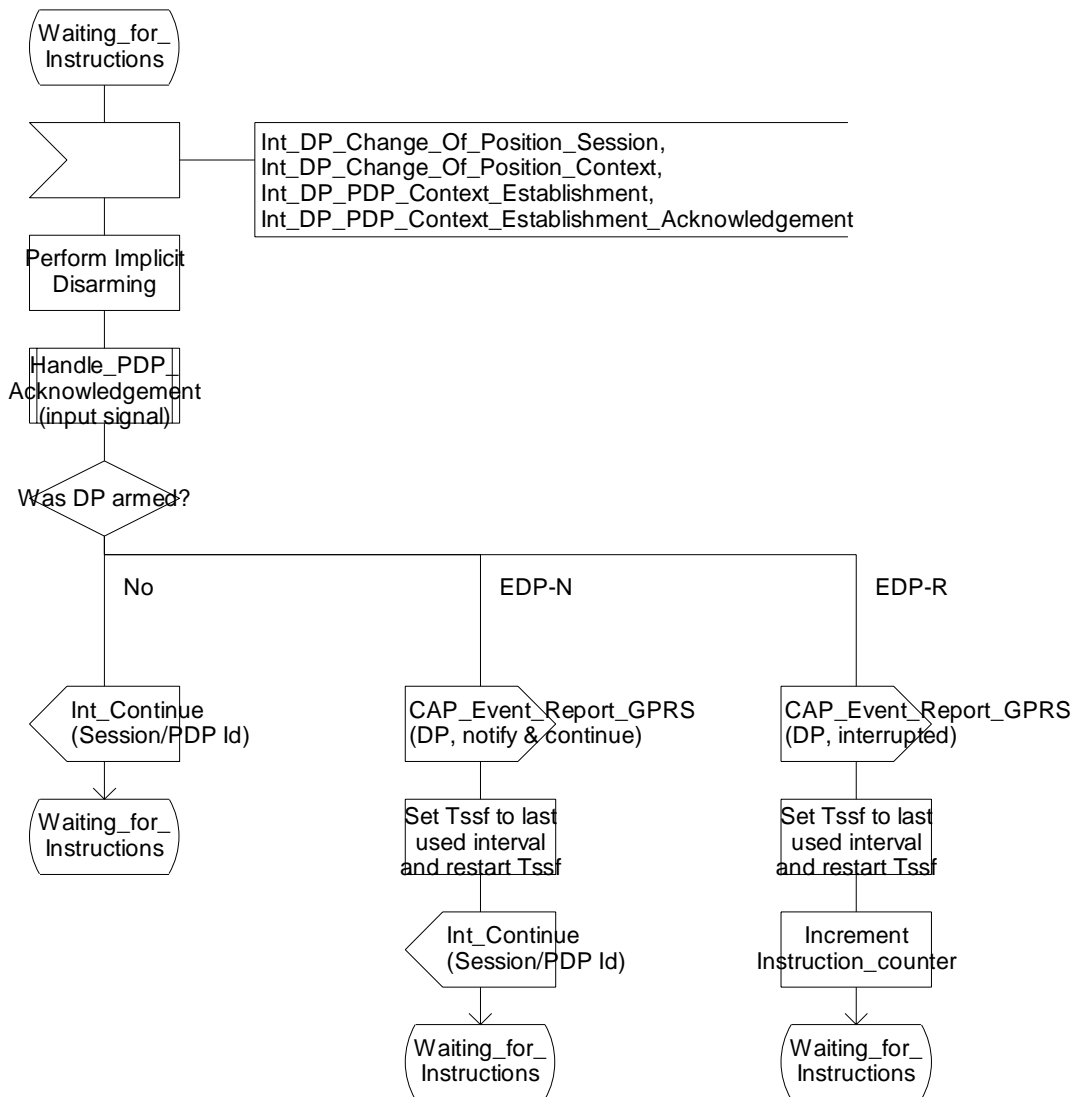 Waiting_for_
Instructions
Int_DP_Change_Of_Position_Session,
Int_DP_Change_Of_Position_Context,
Int_DP_PDP_Context_Establishment,
Int_DP_PDP_Context_Establishment_Acknowledgement
Perform Implicit
Disarming
Handle_PDP_
Acknowledgement
(input signal)
Was DP armed?
No
EDP-N
EDP-R
Int_Continue
(Session/PDP Id)
CAP_Event_Report_GPRS
(DP, notify & continue)
CAP_Event_Report_GPRS
(DP, interrupted)
Waiting_for_
Instructions
Set Tssf to last
used interval
and restart Tssf
Set Tssf to last
used interval
and restart Tssf
Int_Continue
(Session/PDP Id)
Increment
Instruction_counter
Waiting_for_
Instructions
Waiting_for_
Instructions